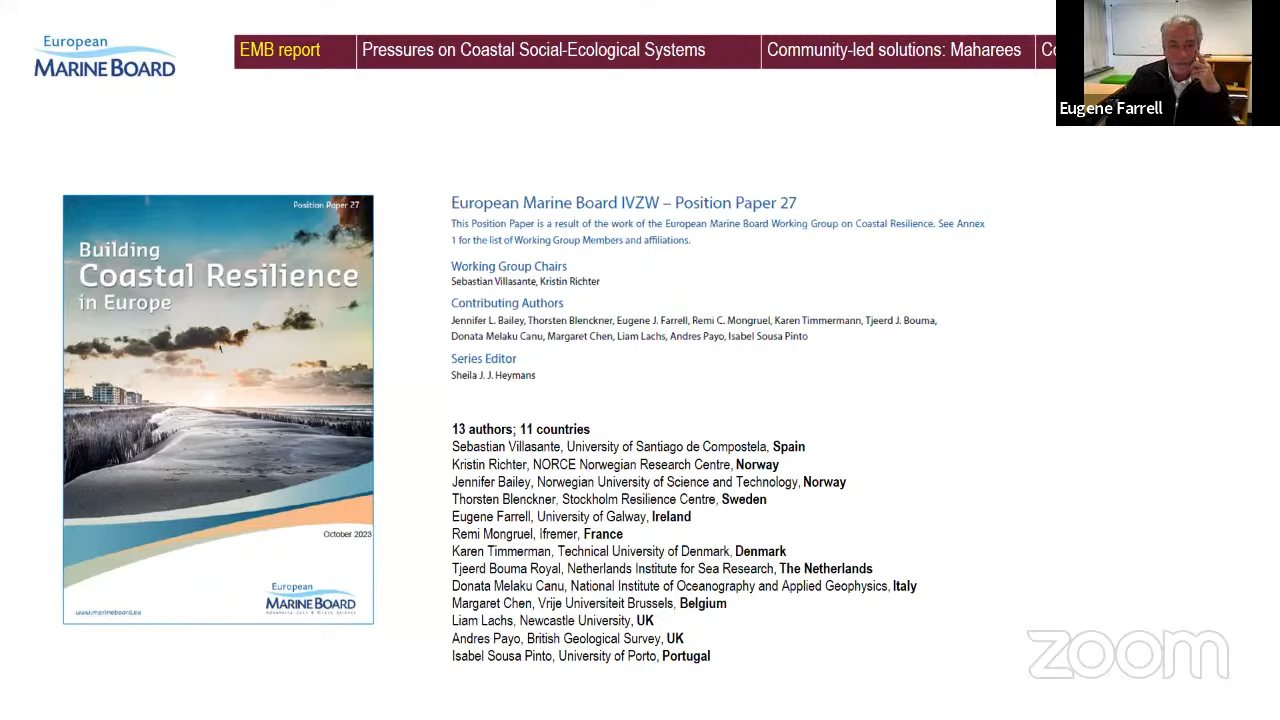 European
MARINE BOARD
EMB report
Pressures on Coastal Social-Ecological Systems
Community-led solutions: Maharees
Eugene Farrell
Position Paper 27
Building
Coastal Resilience
in Europe
October 2023
European
MARINE BOARD
Advancing Seas & Ocean Science
www.marineboard.eu
European Marine Board IVZW – Position Paper 27
This Position Paper is a result of the work of the European Marine Board Working Group on Coastal Resilience. See Annex
1 for the list of Working Group Members and affiliations.
Working Group Chairs
Sebastian Villasante, Kristin Richter
Contributing Authors
Jennifer L. Bailey, Thorsten Blenckner, Eugene J. Farrell, Remi C. Mongruel, Karen Timmermann, Tjeerd J. Bouma,
Donata Melaku Canu, Margaret Chen, Liam Lachs, Andres Payo, Isabel Sousa Pinto
Series Editor
Sheila J. J. Heymans
13 authors; 11 countries
Sebastian Villasante, University of Santiago de Compostela, Spain
Kristin Richter, NORCE Norwegian Research Centre, Norway
Jennifer Bailey, Norwegian University of Science and Technology, Norway
Thorsten Blenckner, Stockholm Resilience Centre, Sweden
Eugene Farrell, University of Galway, Ireland
Remi Mongruel, Ifremer, France
Karen Timmerman, Technical University of Denmark, Denmark
Tjeerd Bouma Royal, Netherlands Institute for Sea Research, The Netherlands
Donata Melaku Canu, National Institute of Oceanography and Applied Geophysics, Italy
Margaret Chen, Vrije Universiteit Brussels, Belgium
Liam Lachs, Newcastle University, UK
Andres Payo, British Geological Survey, UK
Isabel Sousa Pinto, University of Porto, Portugal
zoom